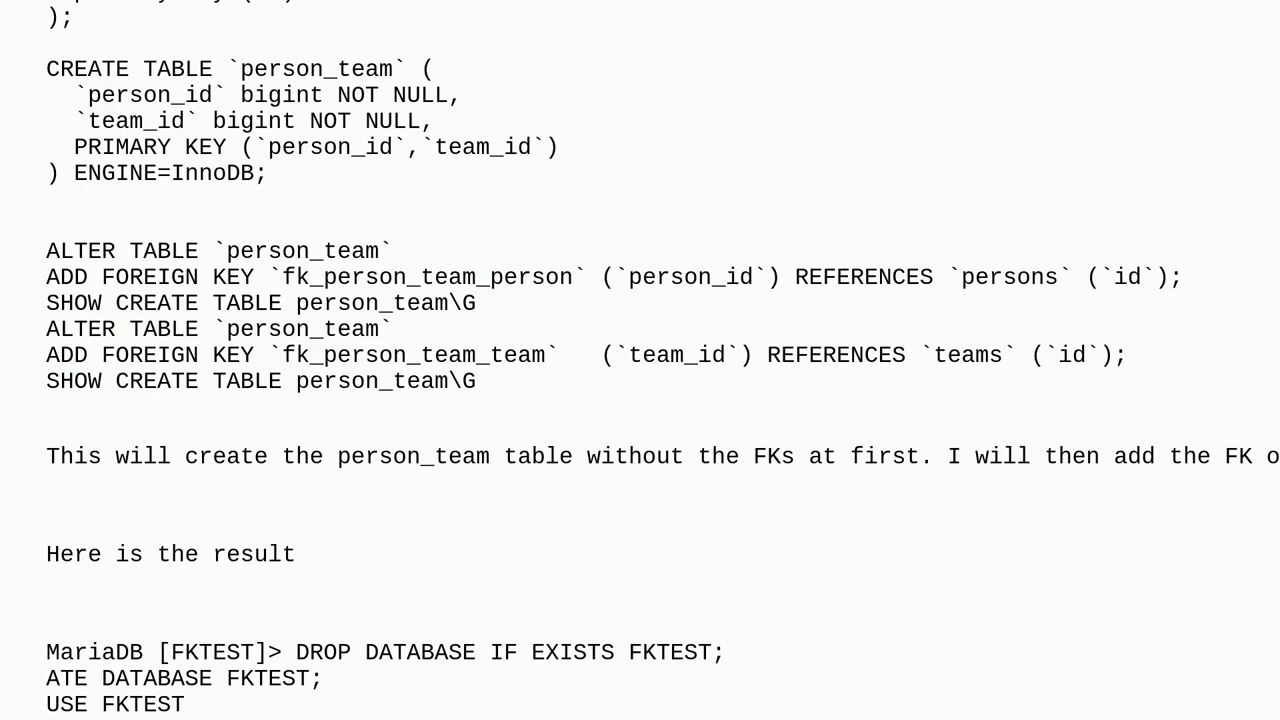 );
CREATE TABLE `person_team` (
  `person_id` bigint NOT NULL,
  `team_id` bigint NOT NULL,
  PRIMARY KEY (`person_id`,`team_id`)
) ENGINE=InnoDB;
ALTER TABLE `person_team`
ADD FOREIGN KEY `fk_person_team_person` (`person_id`) REFERENCES `persons` (`id`);
SHOW CREATE TABLE person_team\G
ALTER TABLE `person_team`
ADD FOREIGN KEY `fk_person_team_team`   (`team_id`) REFERENCES `teams` (`id`);
SHOW CREATE TABLE person_team\G
This will create the person_team table without the FKs at first. I will then add the FK o
Here is the result
MariaDB [FKTEST]> DROP DATABASE IF EXISTS FKTEST;
ATE DATABASE FKTEST;
USE FKTEST